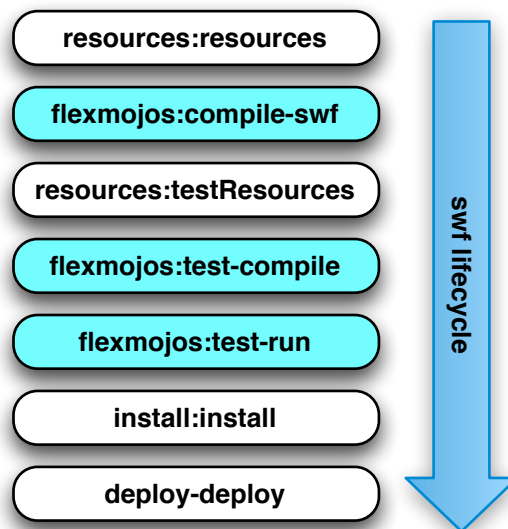 resources:resources
flexmojos:compile-swf
resources:testResources
flexmojos:test-compile
flexmojos:test-run
install:install
deploy-deploy
swf lifecycle